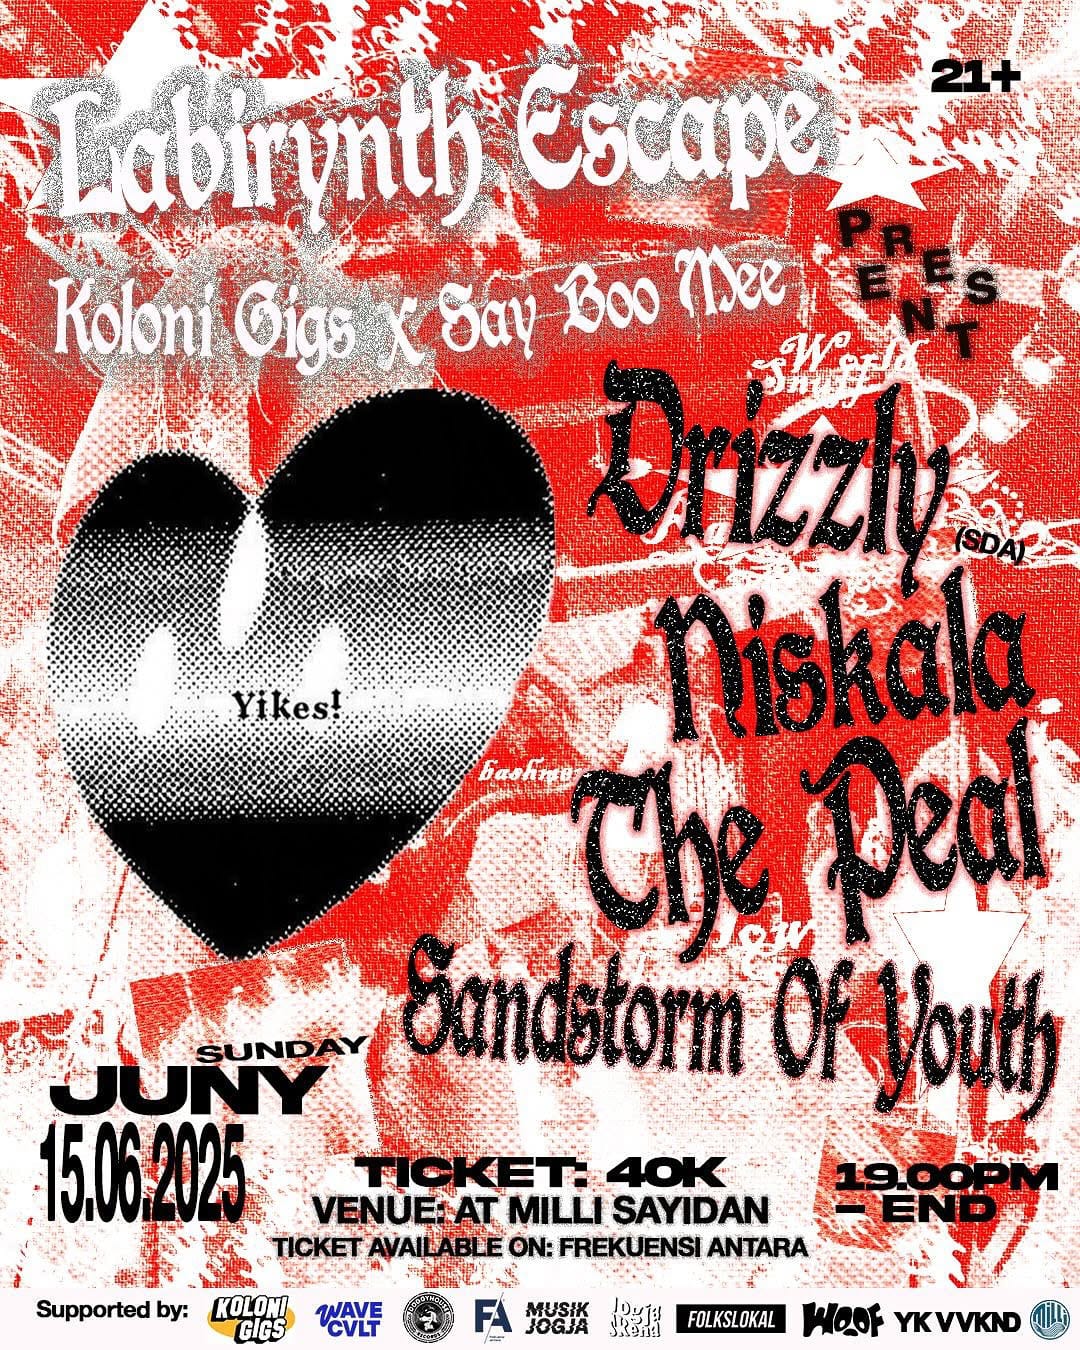 Labirynth Escape
21+
Koloni Gigs X Say Boo Mee
PRESENT
Drizzly
(SDA)
Niskala
Yikes!
The Peal
Sandstorm Of Youth
SUNDAY
JUNY
15.06.2025
TICKET: 40K
VENUE: AT MILLI SAYIDAN
TICKET AVAILABLE ON: FREKUENSI ANTARA
19.00PM
– END
Supported by:
KOLONI GIGS
WAVE CVLT
FA
MUSIK JOGJA
Jogja Skena
FOLKSLOKAL
WOOF
YK VVKND